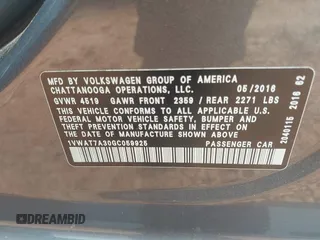 MFD. BY VOLKSWAGEN GROUP OF AMERICA
CHATTANOOGA OPERATIONS, LLC. 05/2016
GVWR 4519 GAWR FRONT 2359 / REAR 2271 LBS
THIS VEHICLE CONFORMS TO ALL APPLICABLE U.S.
FEDERAL MOTOR VEHICLE SAFETY, BUMPER AND
THEFT PREVENTION STANDARDS IN EFFECT ON
THE DATE OF MANUFACTURE SHOWN ABOVE.
1VWAT7A30GC059925 PASSENGER CAR
2040115 2016 62
DREAMBID